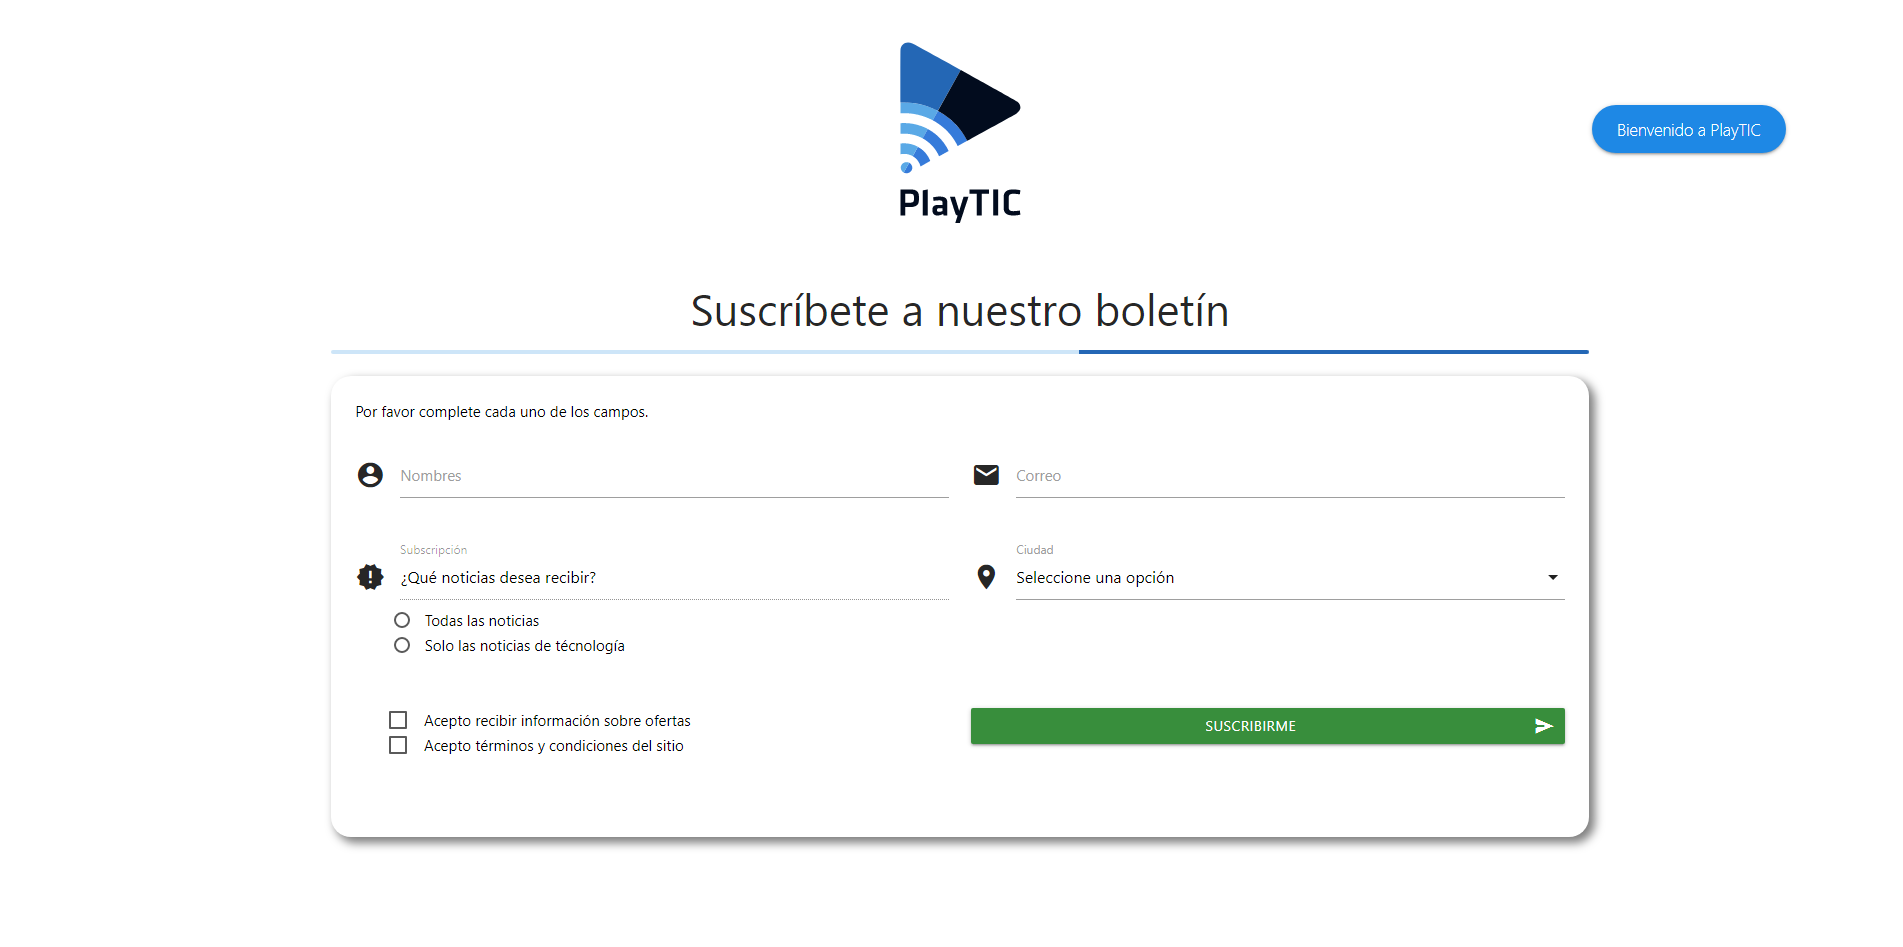 PlayTIC
Bienvenido a PlayTIC
Suscríbete a nuestro boletín
Por favor complete cada uno de los campos.
Nombres
Correo
Subscripción
¿Qué noticias desea recibir?
Ciudad
Seleccione una opción
Todas las noticias
Solo las noticias de técnología
Acepto recibir información sobre ofertas
Acepto términos y condiciones del sitio
SUSCRIBIRME